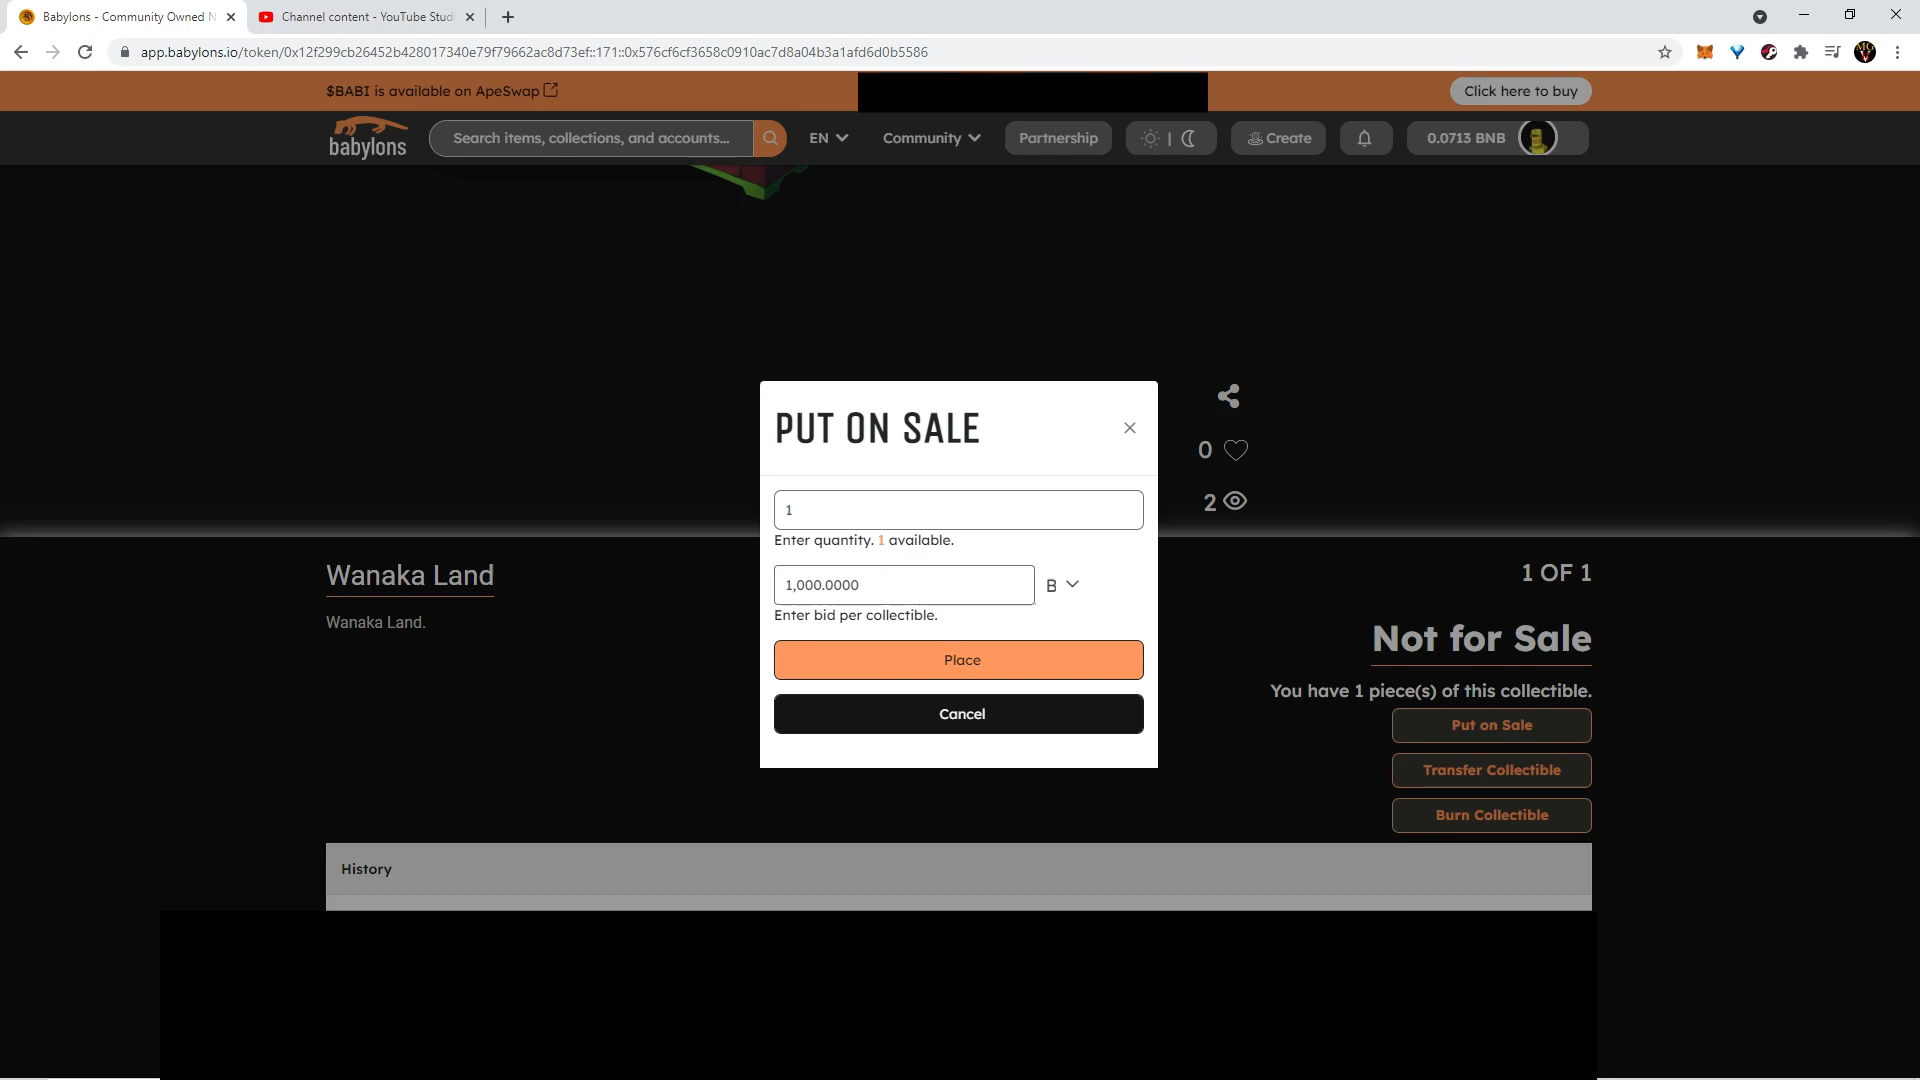 Babylons - Community Owned N
Channel content - YouTube Studi
app.babylons.io/token/0x12f299cb26452b428017340e79f79662ac8d73ef::171::0x576cf6cf3658c0910ac7d8a04b3a1afd6d0b5586
$BABI is available on ApeSwap
Click here to buy
babylons
Search items, collections, and accounts...
EN
Community
Partnership
|
Create
0.0713 BNB
PUT ON SALE
0
2
1
Enter quantity. 1 available.
1,000.0000
B
Enter bid per collectible.
Place
Cancel
Wanaka Land
Wanaka Land.
1 OF 1
Not for Sale
You have 1 piece(s) of this collectible.
Put on Sale
Transfer Collectible
Burn Collectible
History